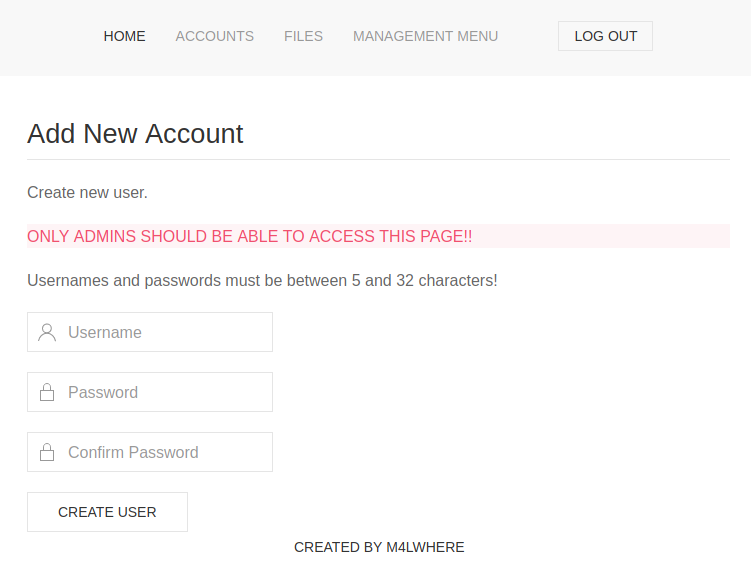 HOME ACCOUNTS FILES MANAGEMENT MENU LOG OUT
Add New Account
Create new user.
ONLY ADMINS SHOULD BE ABLE TO ACCESS THIS PAGE!!
Usernames and passwords must be between 5 and 32 characters!
Username
Password
Confirm Password
CREATE USER
CREATED BY M4LWHERE